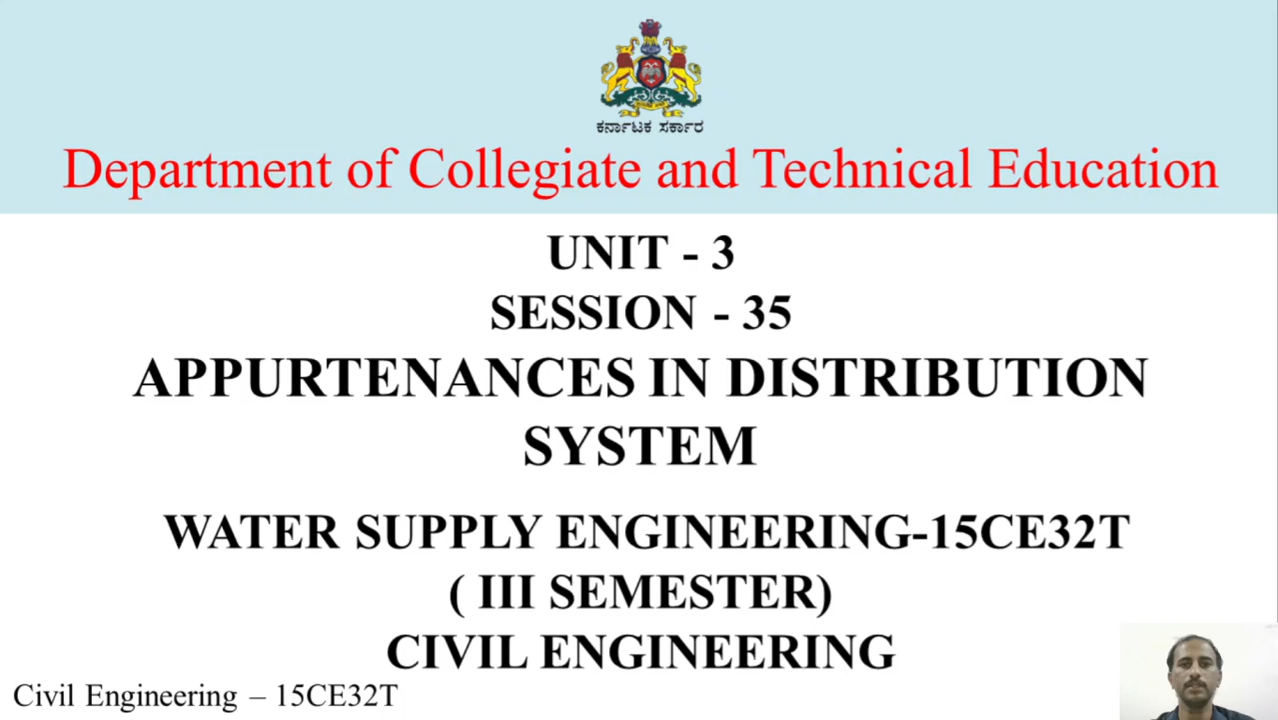 ಕರ್ನಾಟಕ ಸರ್ಕಾರ
Department of Collegiate and Technical Education
UNIT - 3
SESSION - 35
APPURTENANCES IN DISTRIBUTION
SYSTEM
WATER SUPPLY ENGINEERING-15CE32T
( III SEMESTER)
CIVIL ENGINEERING
Civil Engineering – 15CE32T